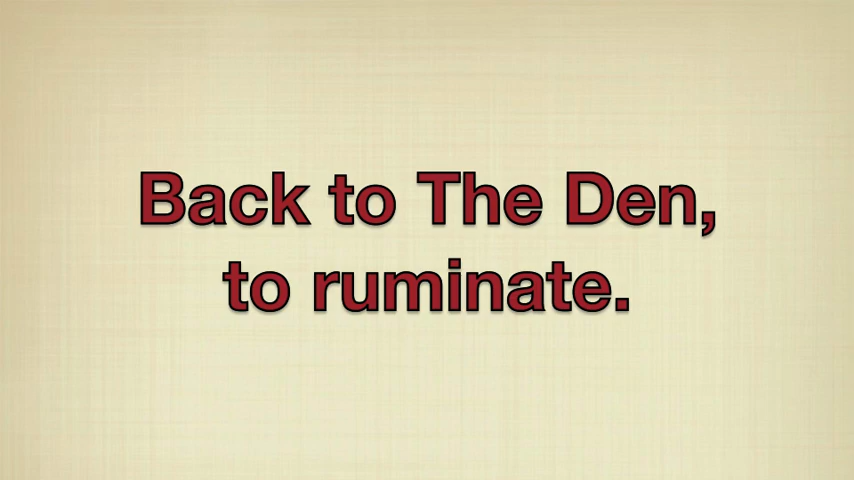 Back to The Den,
to ruminate.